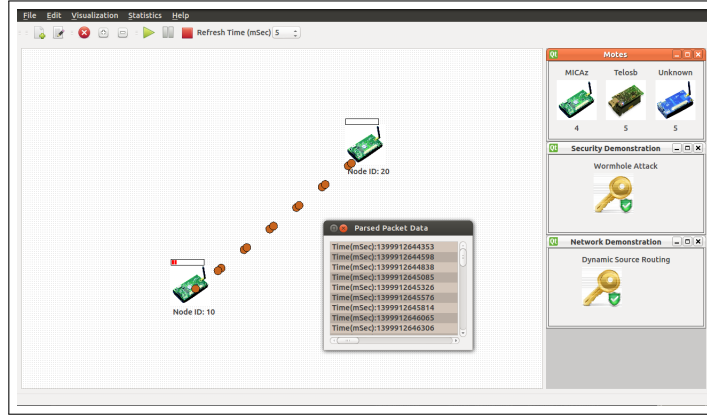 File Edit Visualization Statistics Help
Refresh Time (mSec) 5
Motes
MICAz Telosb Unknown
4 5 5
Security Demonstration
Wormhole Attack
Network Demonstration
Dynamic Source Routing
Node ID: 20
Parsed Packet Data
Time(mSec):1399912644353
Time(mSec):1399912644598
Time(mSec):1399912644838
Time(mSec):1399912645085
Time(mSec):1399912645326
Time(mSec):1399912645576
Time(mSec):1399912645814
Time(mSec):1399912646065
Time(mSec):1399912646306
Node ID: 10